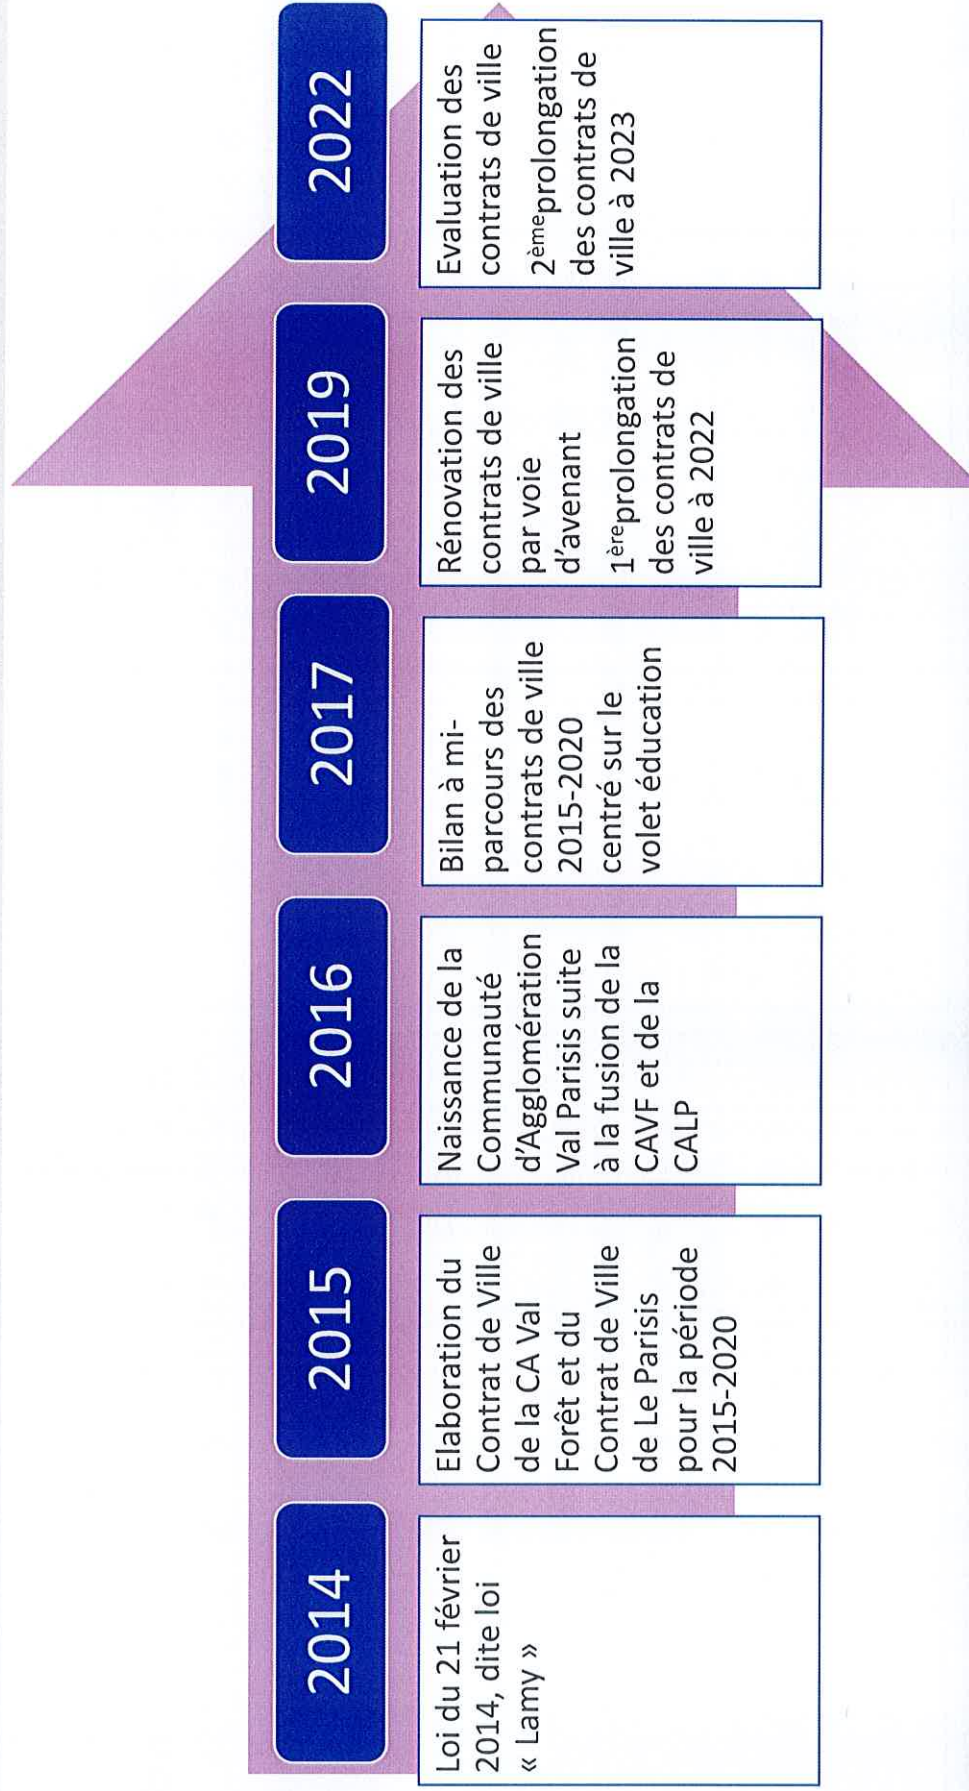 2014
Loi du 21 février
2014, dite loi
« Lamy »
2015
Elaboration du
Contrat de Ville
de la CA Val
Forêt et du
Contrat de Ville
de Le Parisis
pour la période
2015-2020
2016
Naissance de la
Communauté
d'Agglomération
Val Parisis suite
à la fusion de la
CAVF et de la
CALP
2017
Bilan à mi-
parcours des
contrats de ville
2015-2020
centré sur le
volet éducation
2019
Rénovation des
contrats de ville
par voie
d'avenant
1èreprolongation
des contrats de
ville à 2022
2022
Evaluation des
contrats de ville
2èmeprolongation
des contrats de
ville à 2023